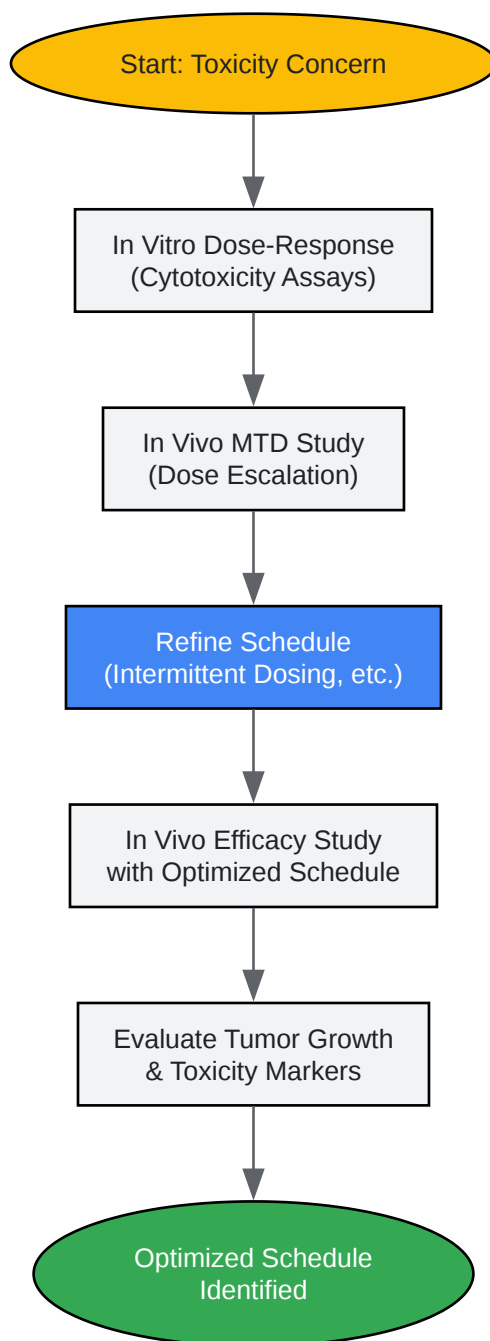 Start: Toxicity Concern
In Vitro Dose-Response
(Cytotoxicity Assays)
In Vivo MTD Study
(Dose Escalation)
Refine Schedule
(Intermittent Dosing, etc.)
In Vivo Efficacy Study
with Optimized Schedule
Evaluate Tumor Growth
& Toxicity Markers
Optimized Schedule
Identified